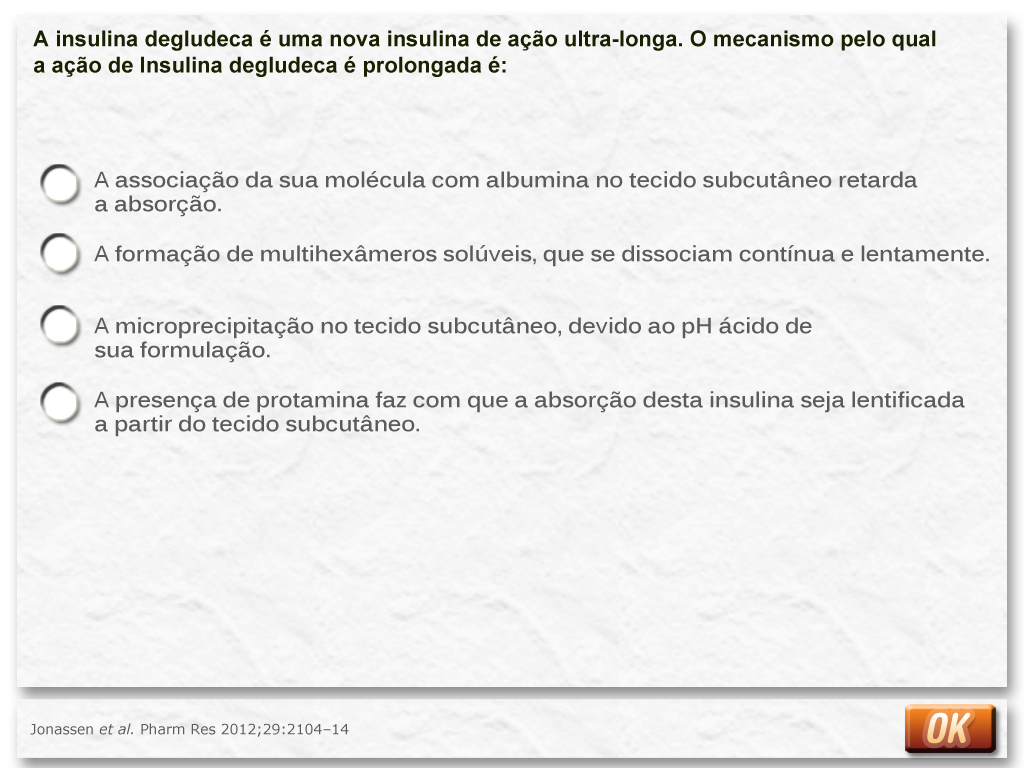 A insulina degludeca é uma nova insulina de ação ultra-longa. O mecanismo pelo qual
a ação de Insulina degludeca é prolongada é:
A associação da sua molécula com albumina no tecido subcutâneo retarda
a absorção.
A formação de multihexâmeros solúveis, que se dissociam contínua e lentamente.
A microprecipitação no tecido subcutâneo, devido ao pH ácido de
sua formulação.
A presença de protamina faz com que a absorção desta insulina seja lentificada
a partir do tecido subcutâneo.
Jonassen et al. Pharm Res 2012;29:2104–14
OK